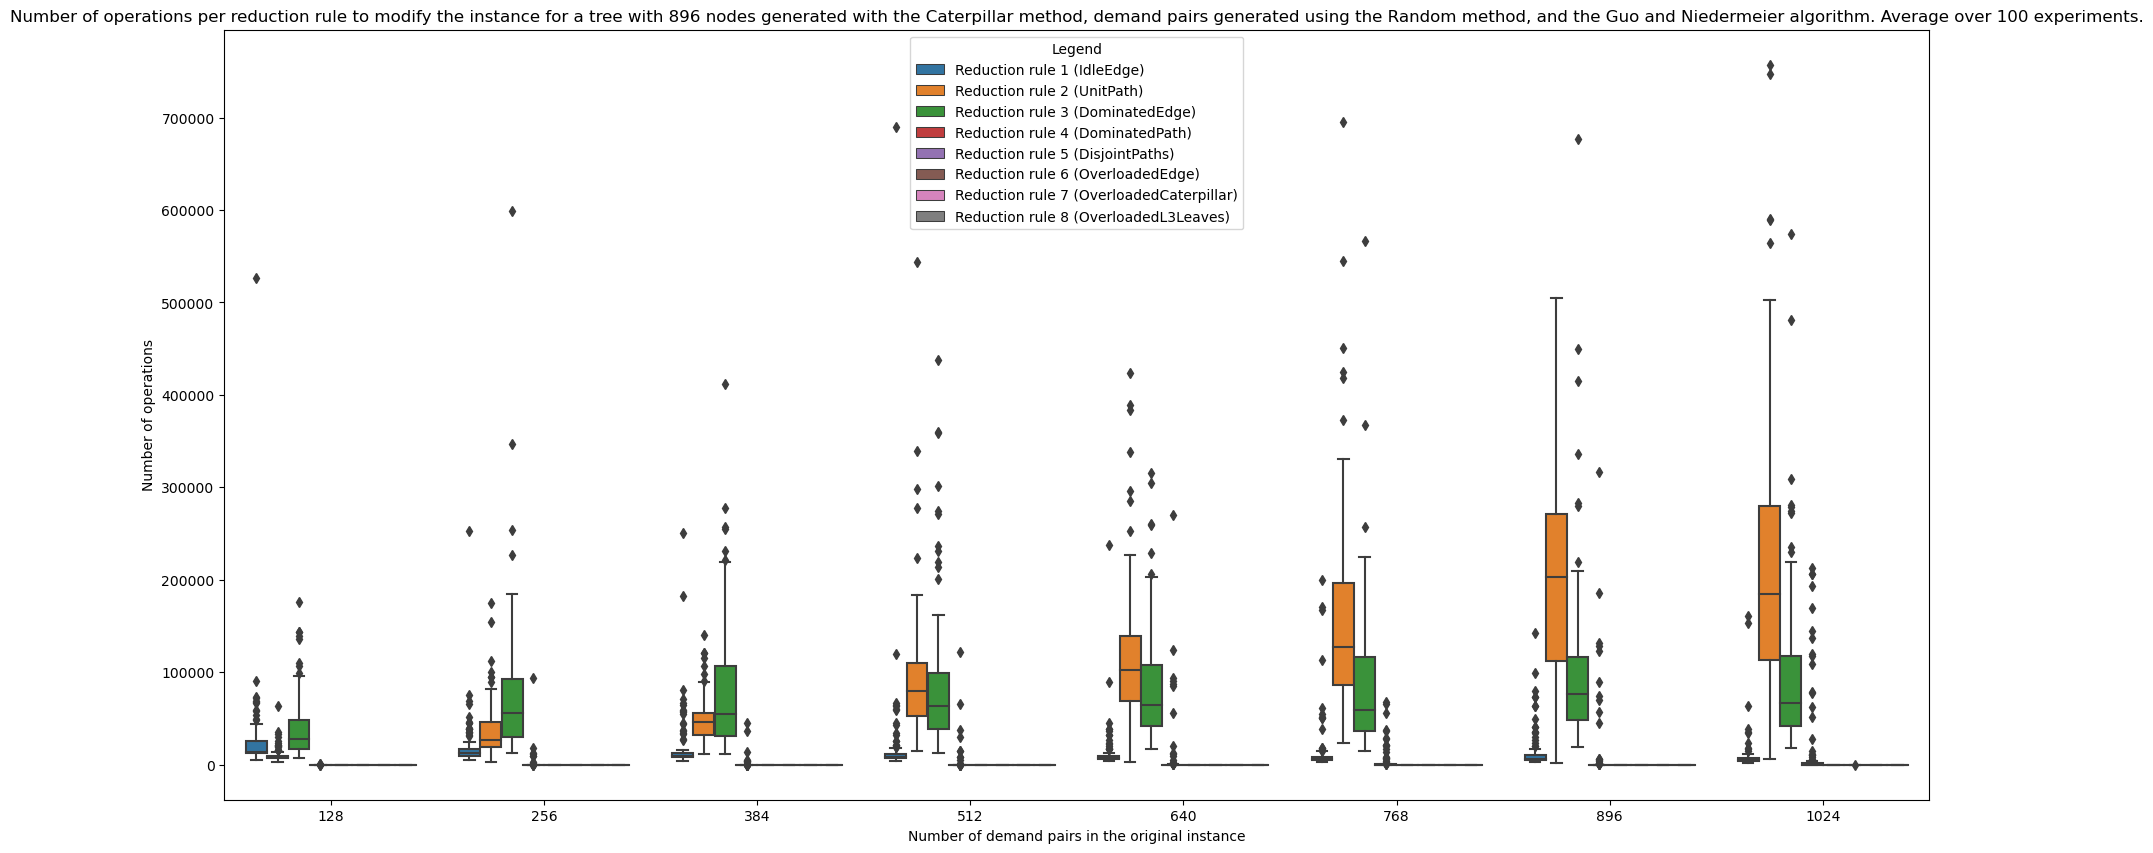 Number of operations per reduction rule to modify the instance for a tree with 896 nodes generated with the Caterpillar method, demand pairs generated using the Random method, and the Guo and Niedermeier algorithm. Average over 100 experiments.
Legend
Reduction rule 1 (IdleEdge)
Reduction rule 2 (UnitPath)
Reduction rule 3 (DominatedEdge)
Reduction rule 4 (DominatedPath)
Reduction rule 5 (DisjointPaths)
Reduction rule 6 (OverloadedEdge)
Reduction rule 7 (OverloadedCaterpillar)
Reduction rule 8 (OverloadedL3Leaves)
Number of operations
700000
600000
500000
400000
300000
200000
100000
0
128 256 384 512 640 768 896 1024
Number of demand pairs in the original instance